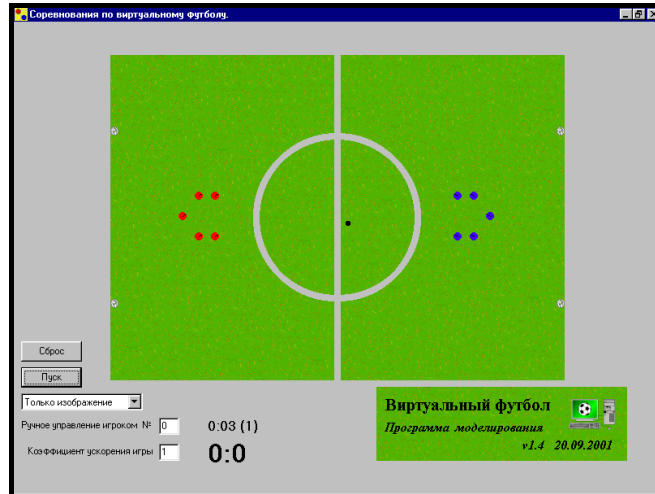 Соревнования по виртуальному футболу.
Сброс
Пуск
Только изображение
Ручное управление игроком № 0
0:03 (1)
Коэффициент ускорения игры 1
0:0
Виртуальный футбол
Программа моделирования
v1.4 20.09.2001